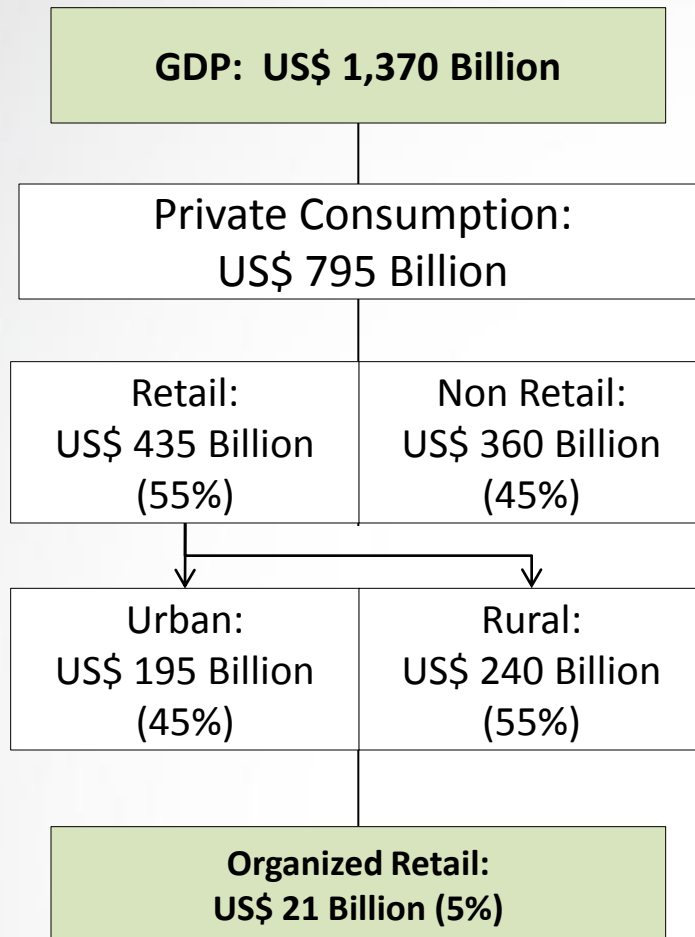 GDP:  US$ 1,370 Billion
Private Consumption:
US$ 795 Billion
Retail:
US$ 435 Billion
(55%)
Non Retail:
US$ 360 Billion
(45%)
Urban:
US$ 195 Billion
(45%)
Rural:
US$ 240 Billion
(55%)
Organized Retail:
US$ 21 Billion (5%)